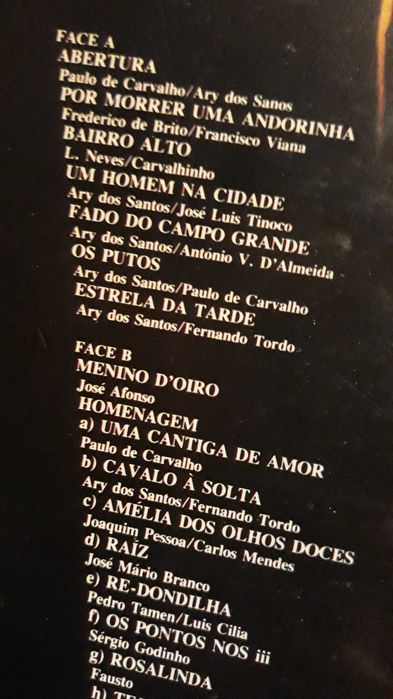 FACE A
ABERTURA
Paulo de Carvalho/Ary dos Sanos
POR MORRER UMA ANDORINHA
Frederico de Brito/Francisco Viana
BAIRRO ALTO
L. Neves/Carvalhinho
UM HOMEM NA CIDADE
Ary dos Santos/José Luis Tinoco
FADO DO CAMPO GRANDE
Ary dos Santos/António V. D'Almeida
OS PUTOS
Ary dos Santos/Paulo de Carvalho
ESTRELA DA TARDE
Ary dos Santos/Fernando Tordo
FACE B
MENINO D'OIRO
José Afonso
HOMENAGEM
a) UMA CANTIGA DE AMOR
Paulo de Carvalho
b) CAVALO À SOLTA
Ary dos Santos/Fernando Tordo
c) AMÉLIA DOS OLHOS DOCES
Joaquim Pessoa/Carlos Mendes
d) RAÍZ
José Mário Branco
e) RE-DONDILHA
Pedro Tamen/Luis Cilia
f) OS PONTOS NOS iii
Sérgio Godinho
g) ROSALINDA
Fausto
h)